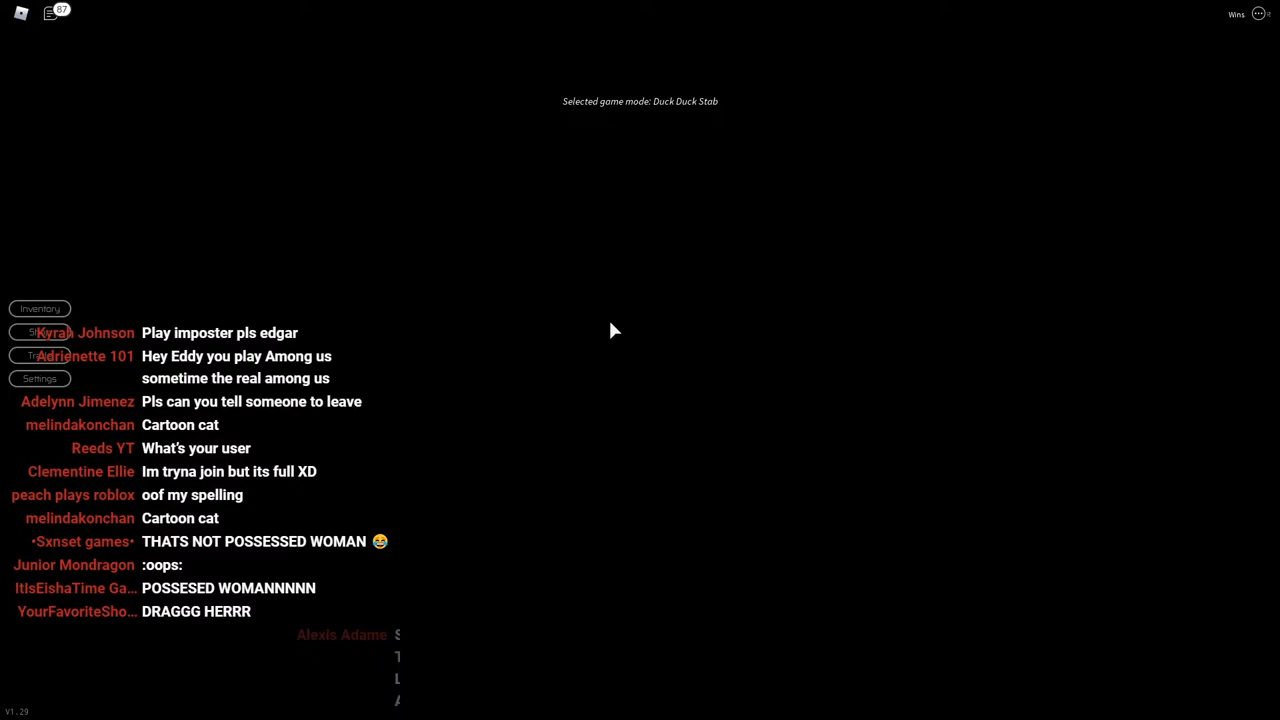 87
Wins
Selected game mode: Duck Duck Stab
Inventory
Kyrah Johnson Play imposter pls edgar
Adrienette 101 Hey Eddy you play Among us
sometime the real among us
Settings
Adelynn Jimenez Pls can you tell someone to leave
melindakonchan Cartoon cat
Reeds YT What's your user
Clementine Ellie Im tryna join but its full XD
peach plays roblox oof my spelling
melindakonchan Cartoon cat
•Sxnset games• THATS NOT POSSESSED WOMAN 😂
Junior Mondragon :oops:
ItIsEishaTime Ga... POSSESED WOMANNNNN
YourFavoriteSho... DRAGGG HERRR
Alexis Adame
V1.29